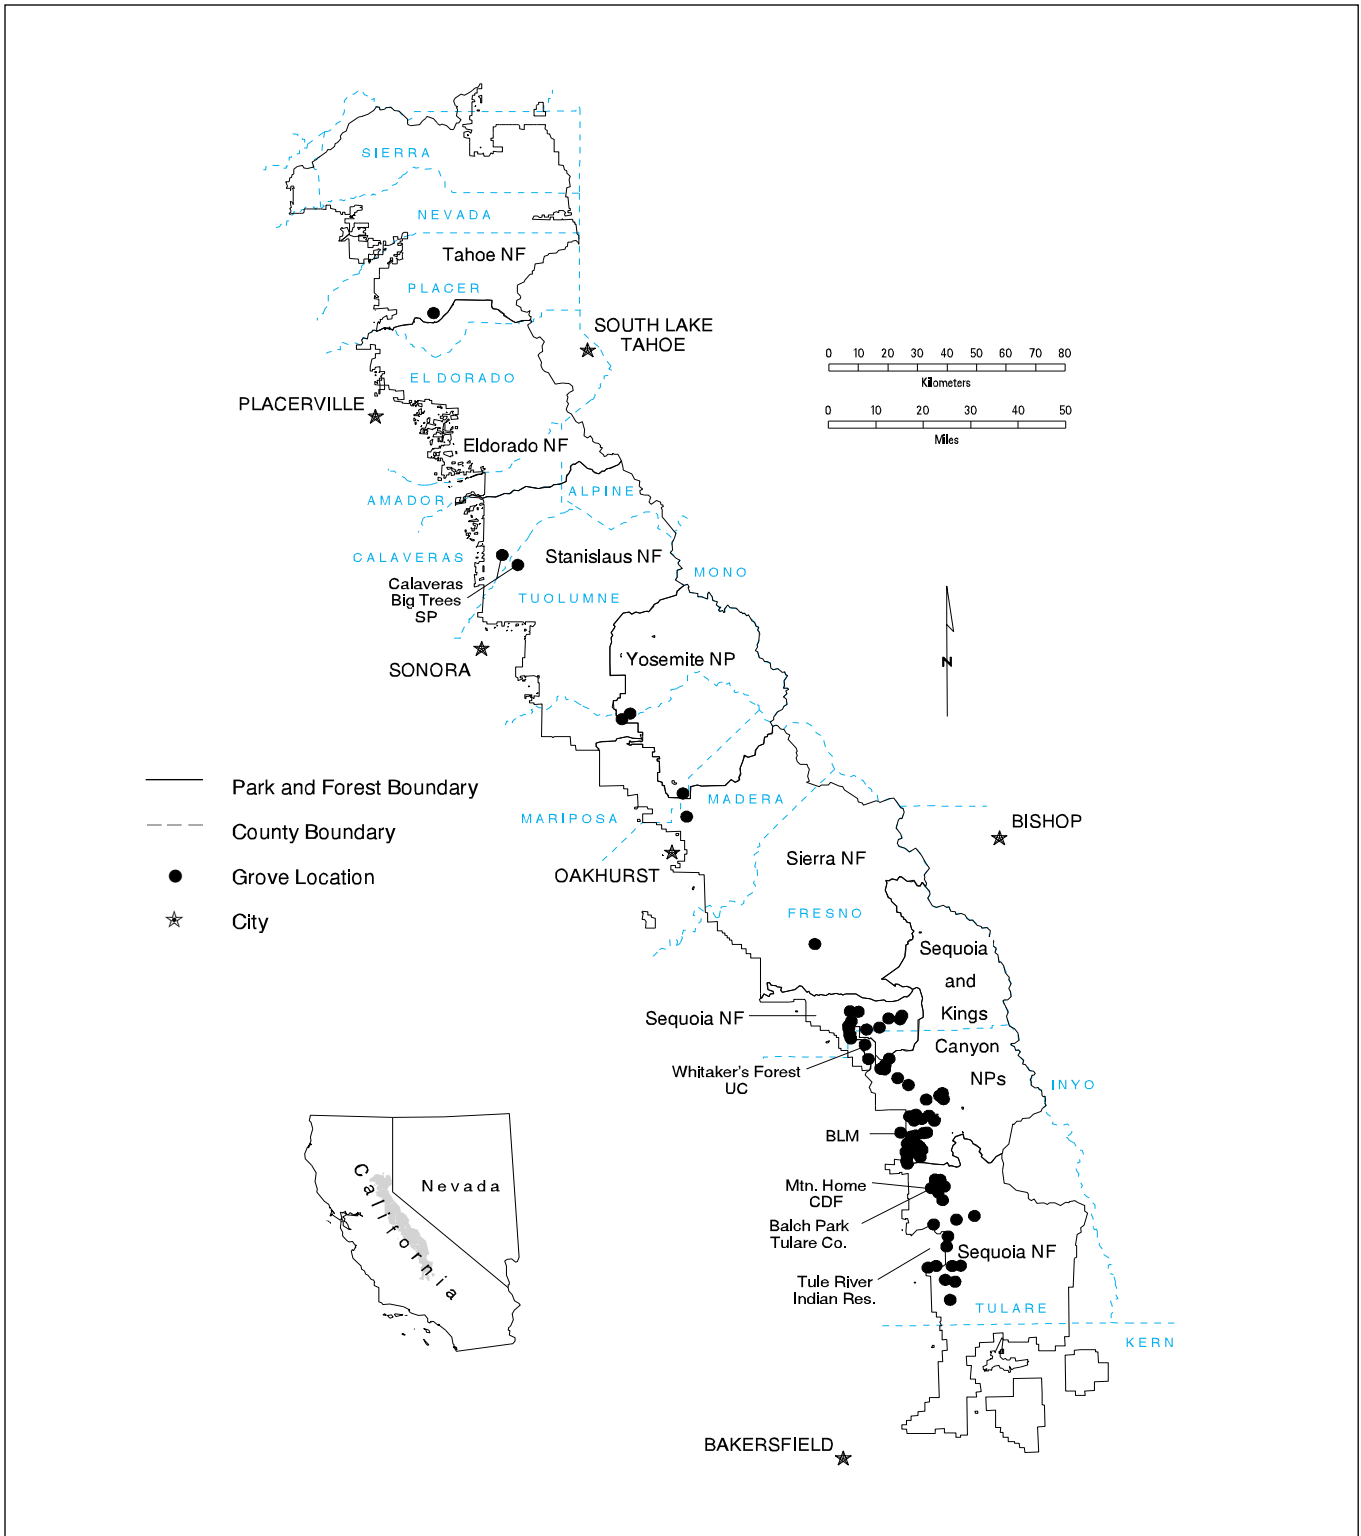 SIERRA
NEVADA
Tahoe NF
PLACER
SOUTH LAKE
TAHOE
EL DORADO
PLACERVILLE
Eldorado NF
0 10 20 30 40 50 60 70 80
Kilometers
0 10 20 30 40 50
Miles
AMADOR
ALPINE
CALAVERAS
Stanislaus NF
Calaveras
Big Trees
SP
TUOLUMNE
MONO
SONORA
Yosemite NP
N
Park and Forest Boundary
County Boundary
Grove Location
City
MADERA
MARIPOSA
BISHOP
OAKHURST
Sierra NF
FRESNO
Sequoia
and
Kings
Canyon
NPs
Sequoia NF
Whitaker's Forest
UC
INYO
BLM
Mtn. Home
CDF
Balch Park
Tulare Co.
Sequoia NF
Tule River
Indian Res.
TULARE
KERN
BAKERSFIELD
California
Nevada